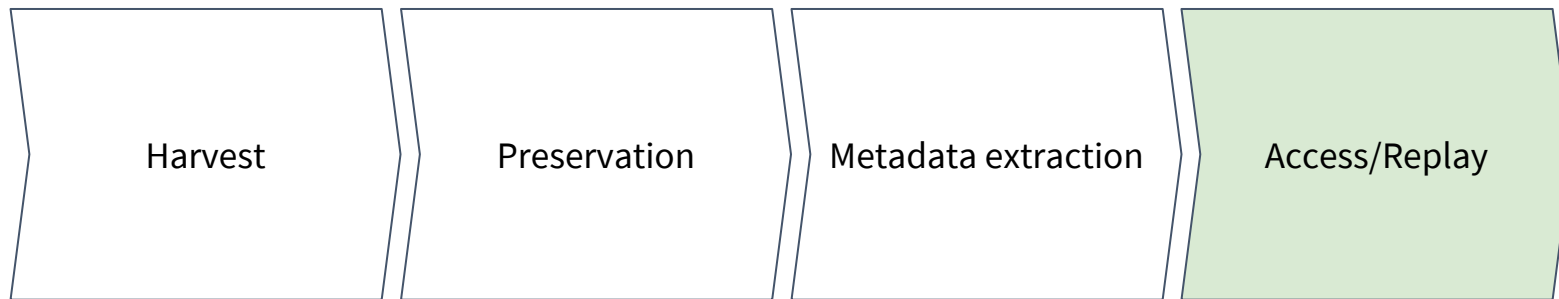 Harvest
Preservation
Metadata extraction
Access/Replay